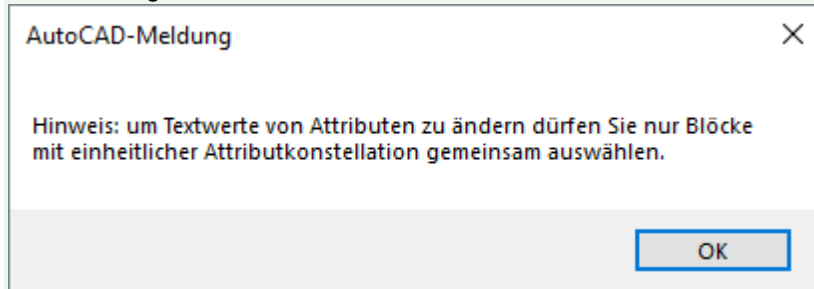 AutoCAD-Meldung
Hinweis: um Textwerte von Attributen zu ändern dürfen Sie nur Blöcke
mit einheitlicher Attributkonstellation gemeinsam auswählen.
OK